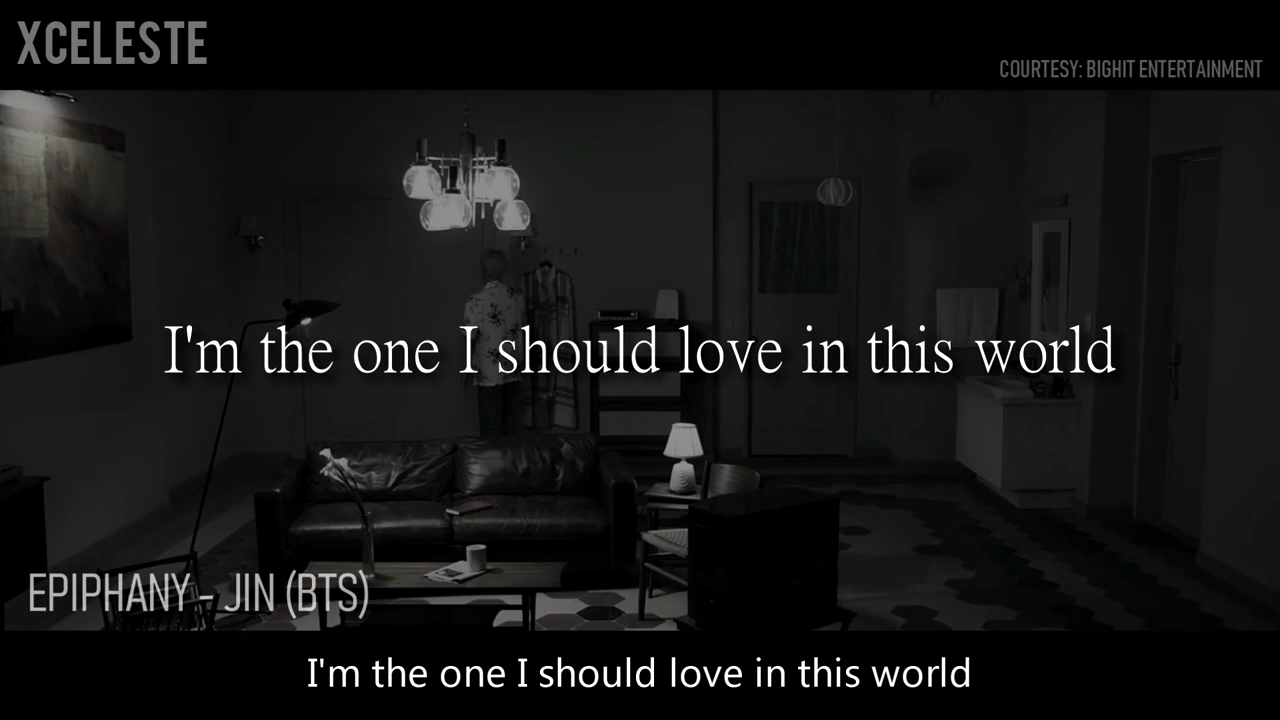 XCELESTE
COURTESY: BIGHIT ENTERTAINMENT
I'm the one I should love in this world
EPIPHANY - JIN (BTS)
I'm the one I should love in this world